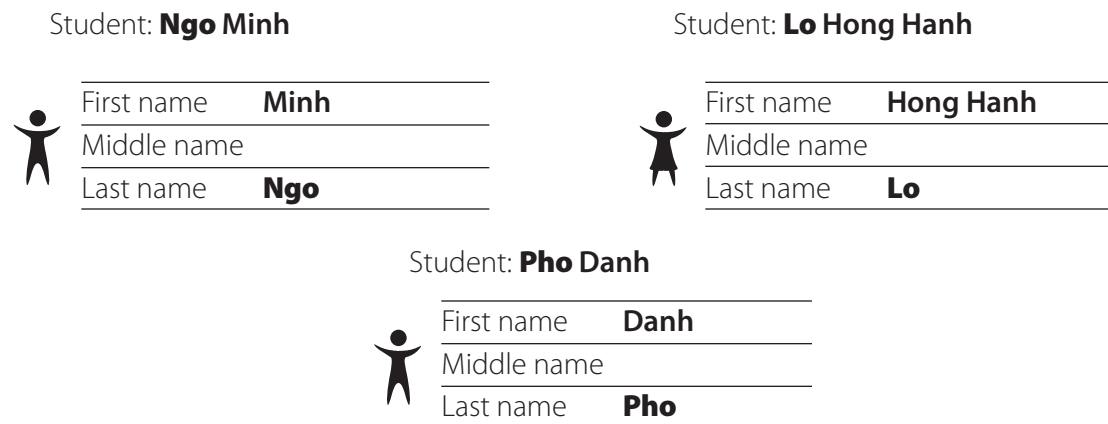 Student: Ngo Minh
First name Minh
Middle name
Last name Ngo
Student: Lo Hong Hanh
First name Hong Hanh
Middle name
Last name Lo
Student: Pho Danh
First name Danh
Middle name
Last name Pho